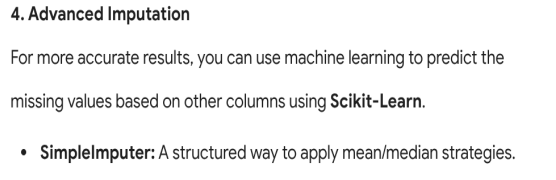 4. Advanced Imputation
For more accurate results, you can use machine learning to predict the
missing values based on other columns using Scikit-Learn.
• SimpleImputer: A structured way to apply mean/median strategies.